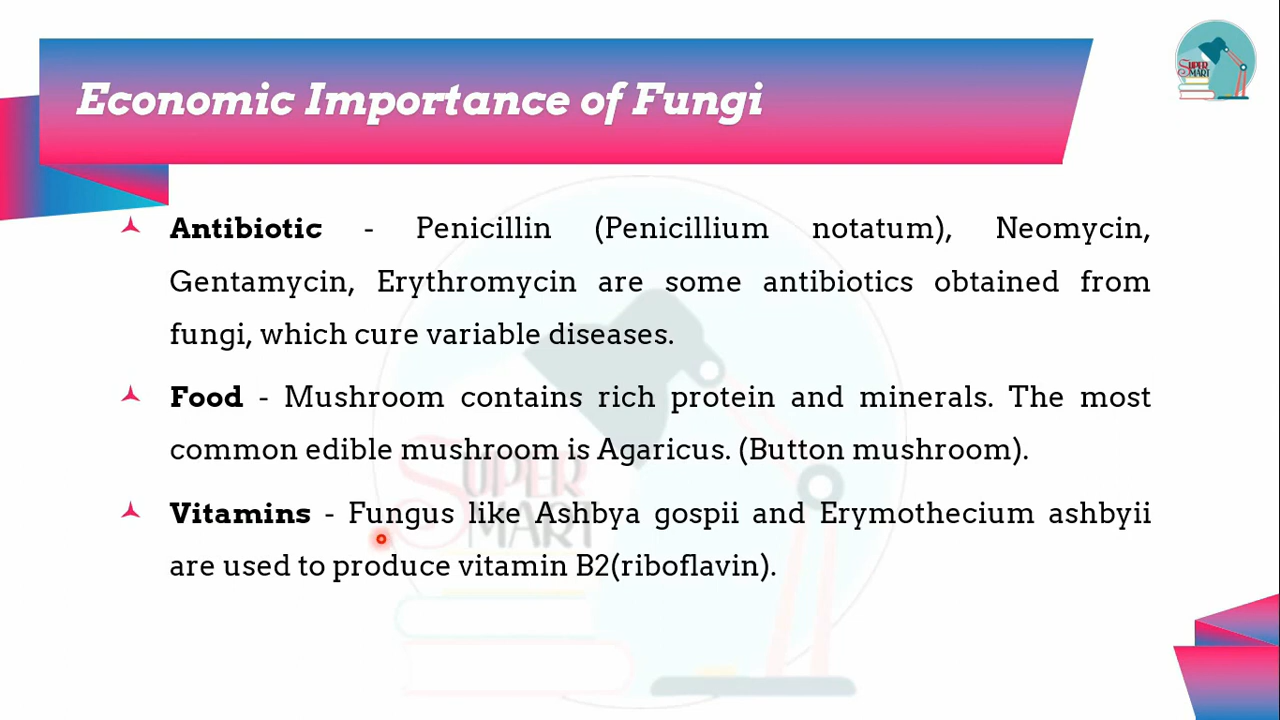 Economic Importance of Fungi
SUPER
MART
Antibiotic - Penicillin (Penicillium notatum), Neomycin,
Gentamycin, Erythromycin are some antibiotics obtained from
fungi, which cure variable diseases.
Food - Mushroom contains rich protein and minerals. The most
common edible mushroom is Agaricus. (Button mushroom).
Vitamins - Fungus like Ashbya gospii and Erymothecium ashbyii
are used to produce vitamin B2(riboflavin).
SUPER
MART